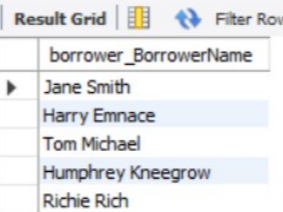 Result Grid Filter Row
borrower_BorrowerName
Jane Smith
Harry Emnace
Tom Michael
Humphrey Kneegrow
Richie Rich